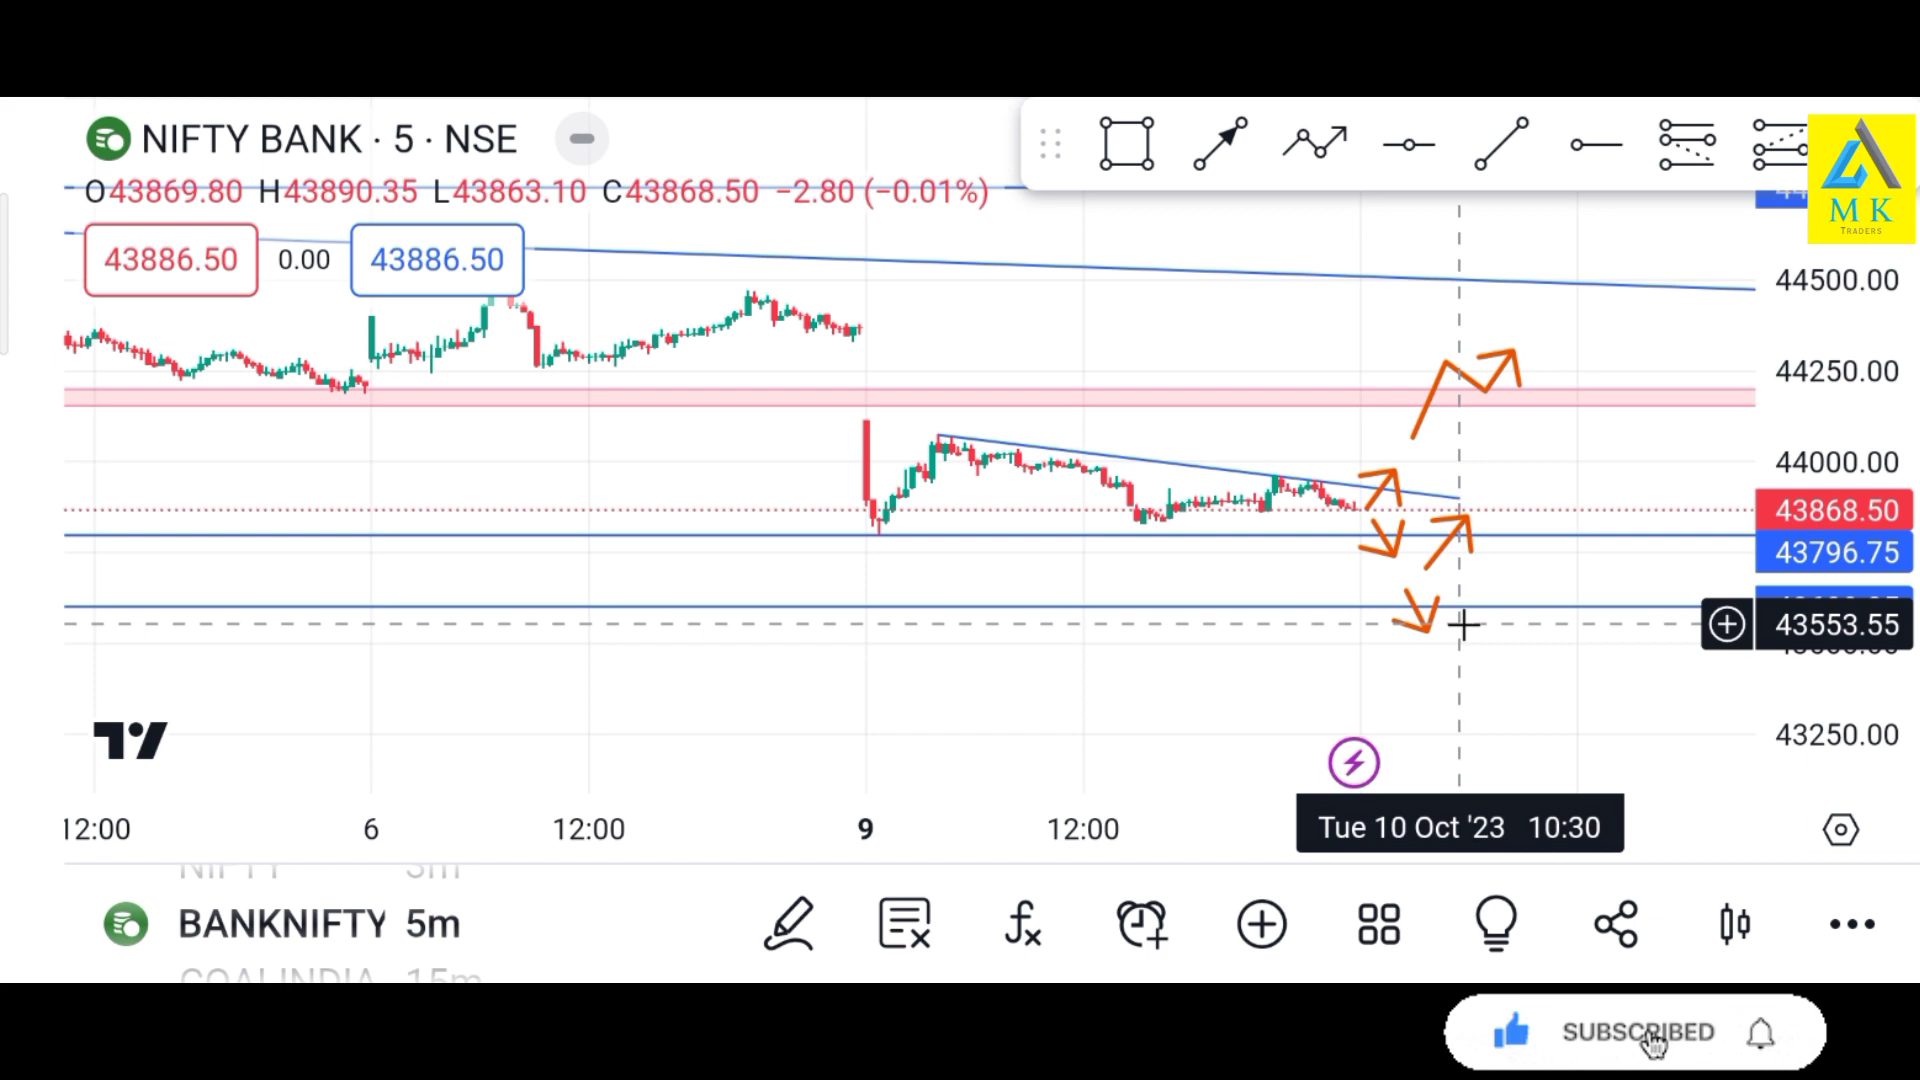 NIFTY BANK · 5 · NSE
O43869.80 H43890.35 L43863.10 C43868.50 −2.80 (−0.01%)
43886.50 0.00 43886.50
M K
TRADERS
44500.00
44250.00
44000.00
43868.50
43796.75
43553.55
43250.00
12:00 6 12:00 9 12:00 Tue 10 Oct '23 10:30
NIFTY 3m
BANKNIFTY 5m
COALINDIA 15m
SUBSCRIBED